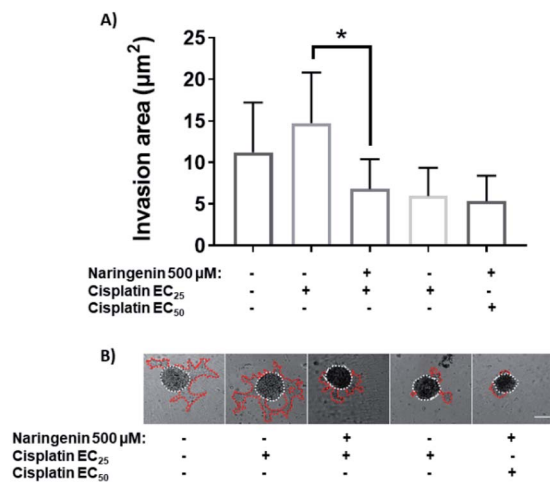 A)
*
Invasion area (µm²)
25
20
15
10
5
0
Naringenin 500 µM: - - + - +
Cisplatin EC₂₅ - + + + -
Cisplatin EC₅₀ - - - - +
B)
Naringenin 500 µM: - - + - +
Cisplatin EC₂₅ - + + + -
Cisplatin EC₅₀ - - - - +